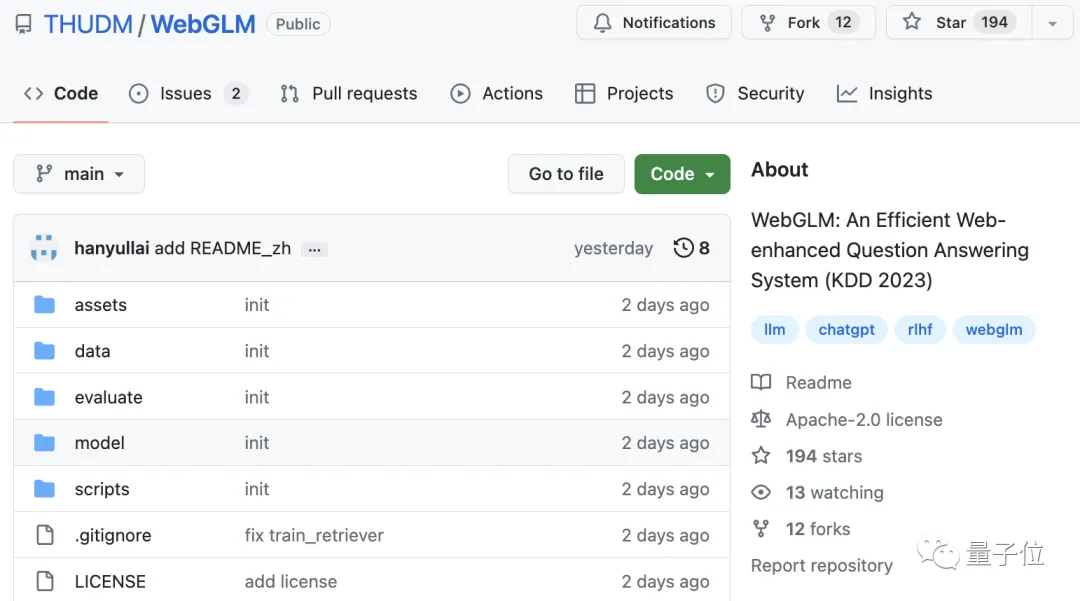 THUDM/WebGLM Public
Notifications
Fork 12
Star 194
Code
Issues 2
Pull requests
Actions
Projects
Security
Insights
main
Go to file
Code
hanyullai add README_zh ... yesterday 8
assets init 2 days ago
data init 2 days ago
evaluate init 2 days ago
model init 2 days ago
scripts init 2 days ago
.gitignore fix train_retriever 2 days ago
LICENSE add license 2 days ago
About
WebGLM: An Efficient Web-
enhanced Question Answering
System (KDD 2023)
llm chatgpt rlhf webglm
Readme
Apache-2.0 license
194 stars
13 watching
12 forks
Report repository
量子位